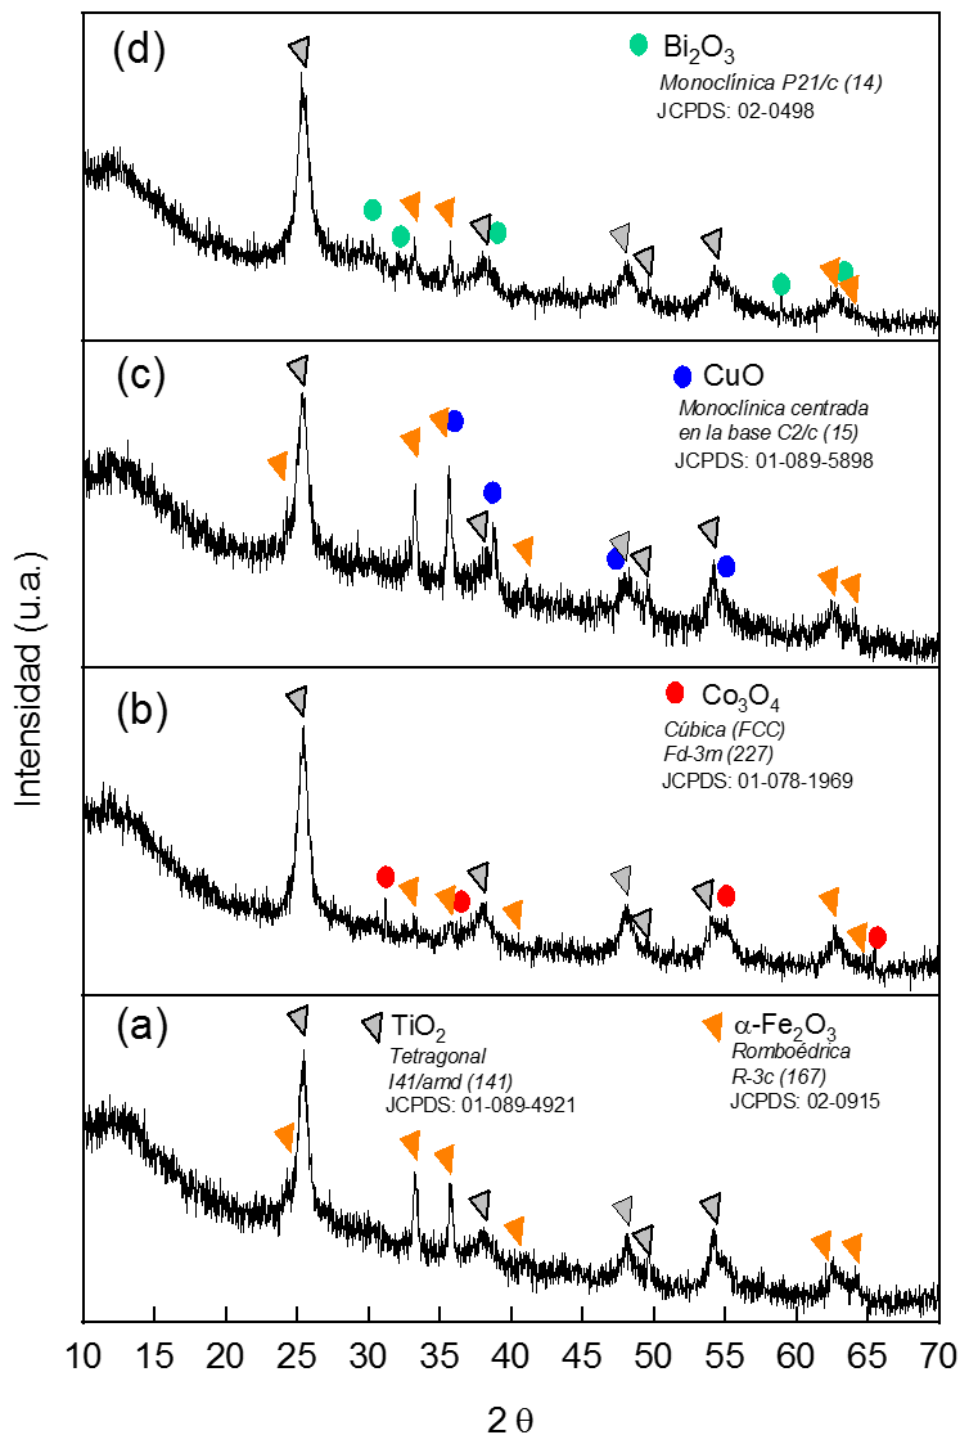 (d)
Bi₂O₃
Monoclínica P21/c (14)
JCPDS: 02-0498
(c)
CuO
Monoclínica centrada
en la base C2/c (15)
JCPDS: 01-089-5898
(b)
Co₃O₄
Cúbica (FCC)
Fd-3m (227)
JCPDS: 01-078-1969
(a)
TiO₂
Tetragonal
I41/amd (141)
JCPDS: 01-089-4921
α-Fe₂O₃
Romboédrica
R-3c (167)
JCPDS: 02-0915
Intensidad (u.a.)
10 15 20 25 30 35 40 45 50 55 60 65 70
2 θ